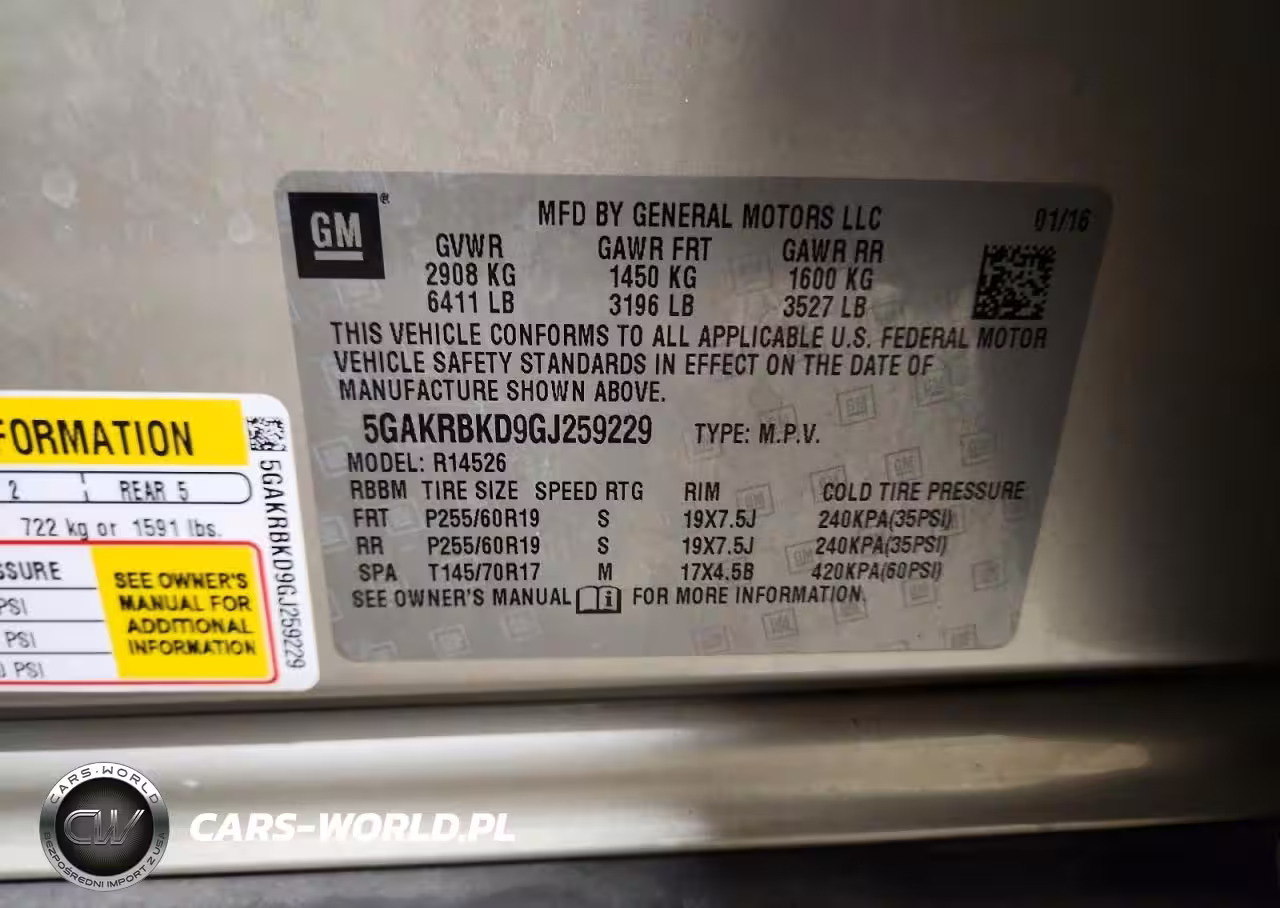 GM
MFD BY GENERAL MOTORS LLC 01/16
GVWR GAWR FRT GAWR RR
2908 KG 1450 KG 1600 KG
6411 LB 3196 LB 3527 LB
THIS VEHICLE CONFORMS TO ALL APPLICABLE U.S. FEDERAL MOTOR
VEHICLE SAFETY STANDARDS IN EFFECT ON THE DATE OF
MANUFACTURE SHOWN ABOVE.
5GAKRBKD9GJ259229 TYPE: M.P.V.
MODEL: R14526
RBBM TIRE SIZE SPEED RTG RIM COLD TIRE PRESSURE
FRT P255/60R19 S 19X7.5J 240KPA(35PSI)
RR P255/60R19 S 19X7.5J 240KPA(35PSI)
SPA T145/70R17 M 17X4.5B 420KPA(60PSI)
SEE OWNER'S MANUAL i FOR MORE INFORMATION.
FORMATION
2 REAR 5
722 kg or 1591 lbs.
SSURE
PSI
PSI
PSI
SEE OWNER'S
MANUAL FOR
ADDITIONAL
INFORMATION
5GAKRBKD9GJ259229
CARS-WORLD
CW
BEZPOŚREDNI IMPORT Z USA
CARS-WORLD.PL